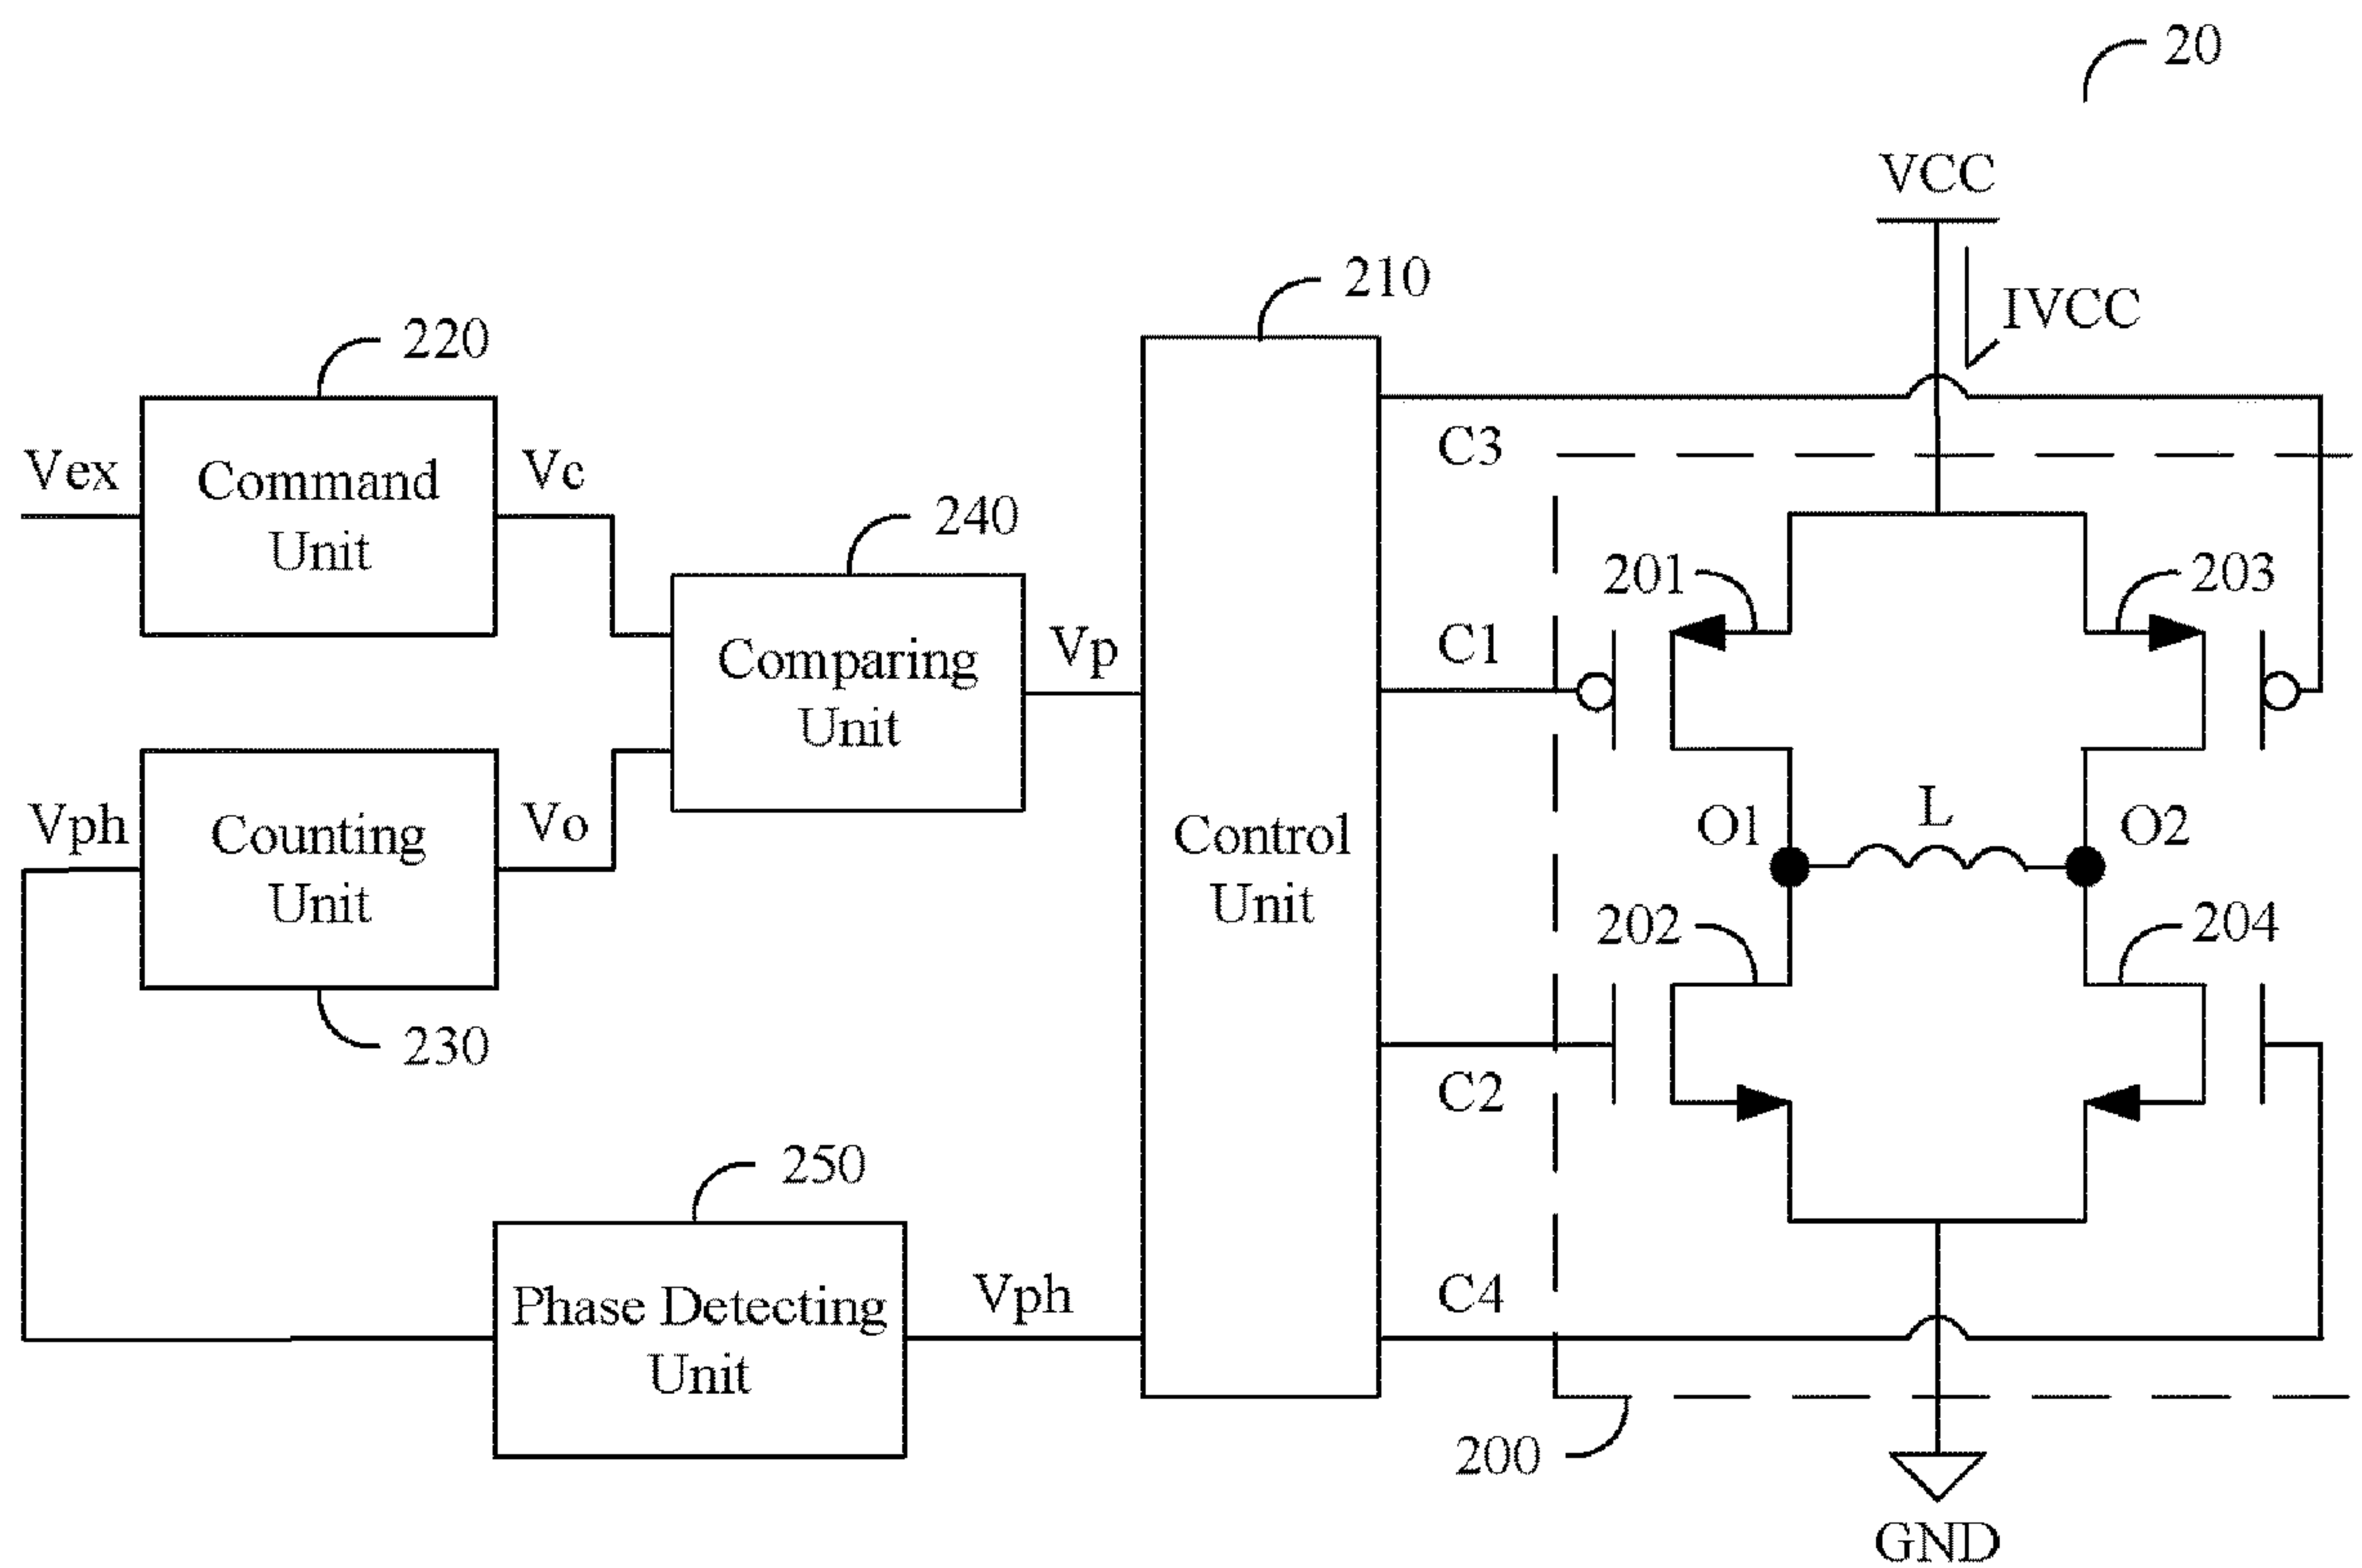 20
VCC
IVCC
210
220
Vex
Command
Unit
Vc
C3
240
201
203
Comparing
Unit
Vp
C1
Vph
Counting
Unit
Vo
Control
Unit
O1
L
O2
202
204
230
C2
250
Phase Detecting
Unit
Vph
C4
200
GND